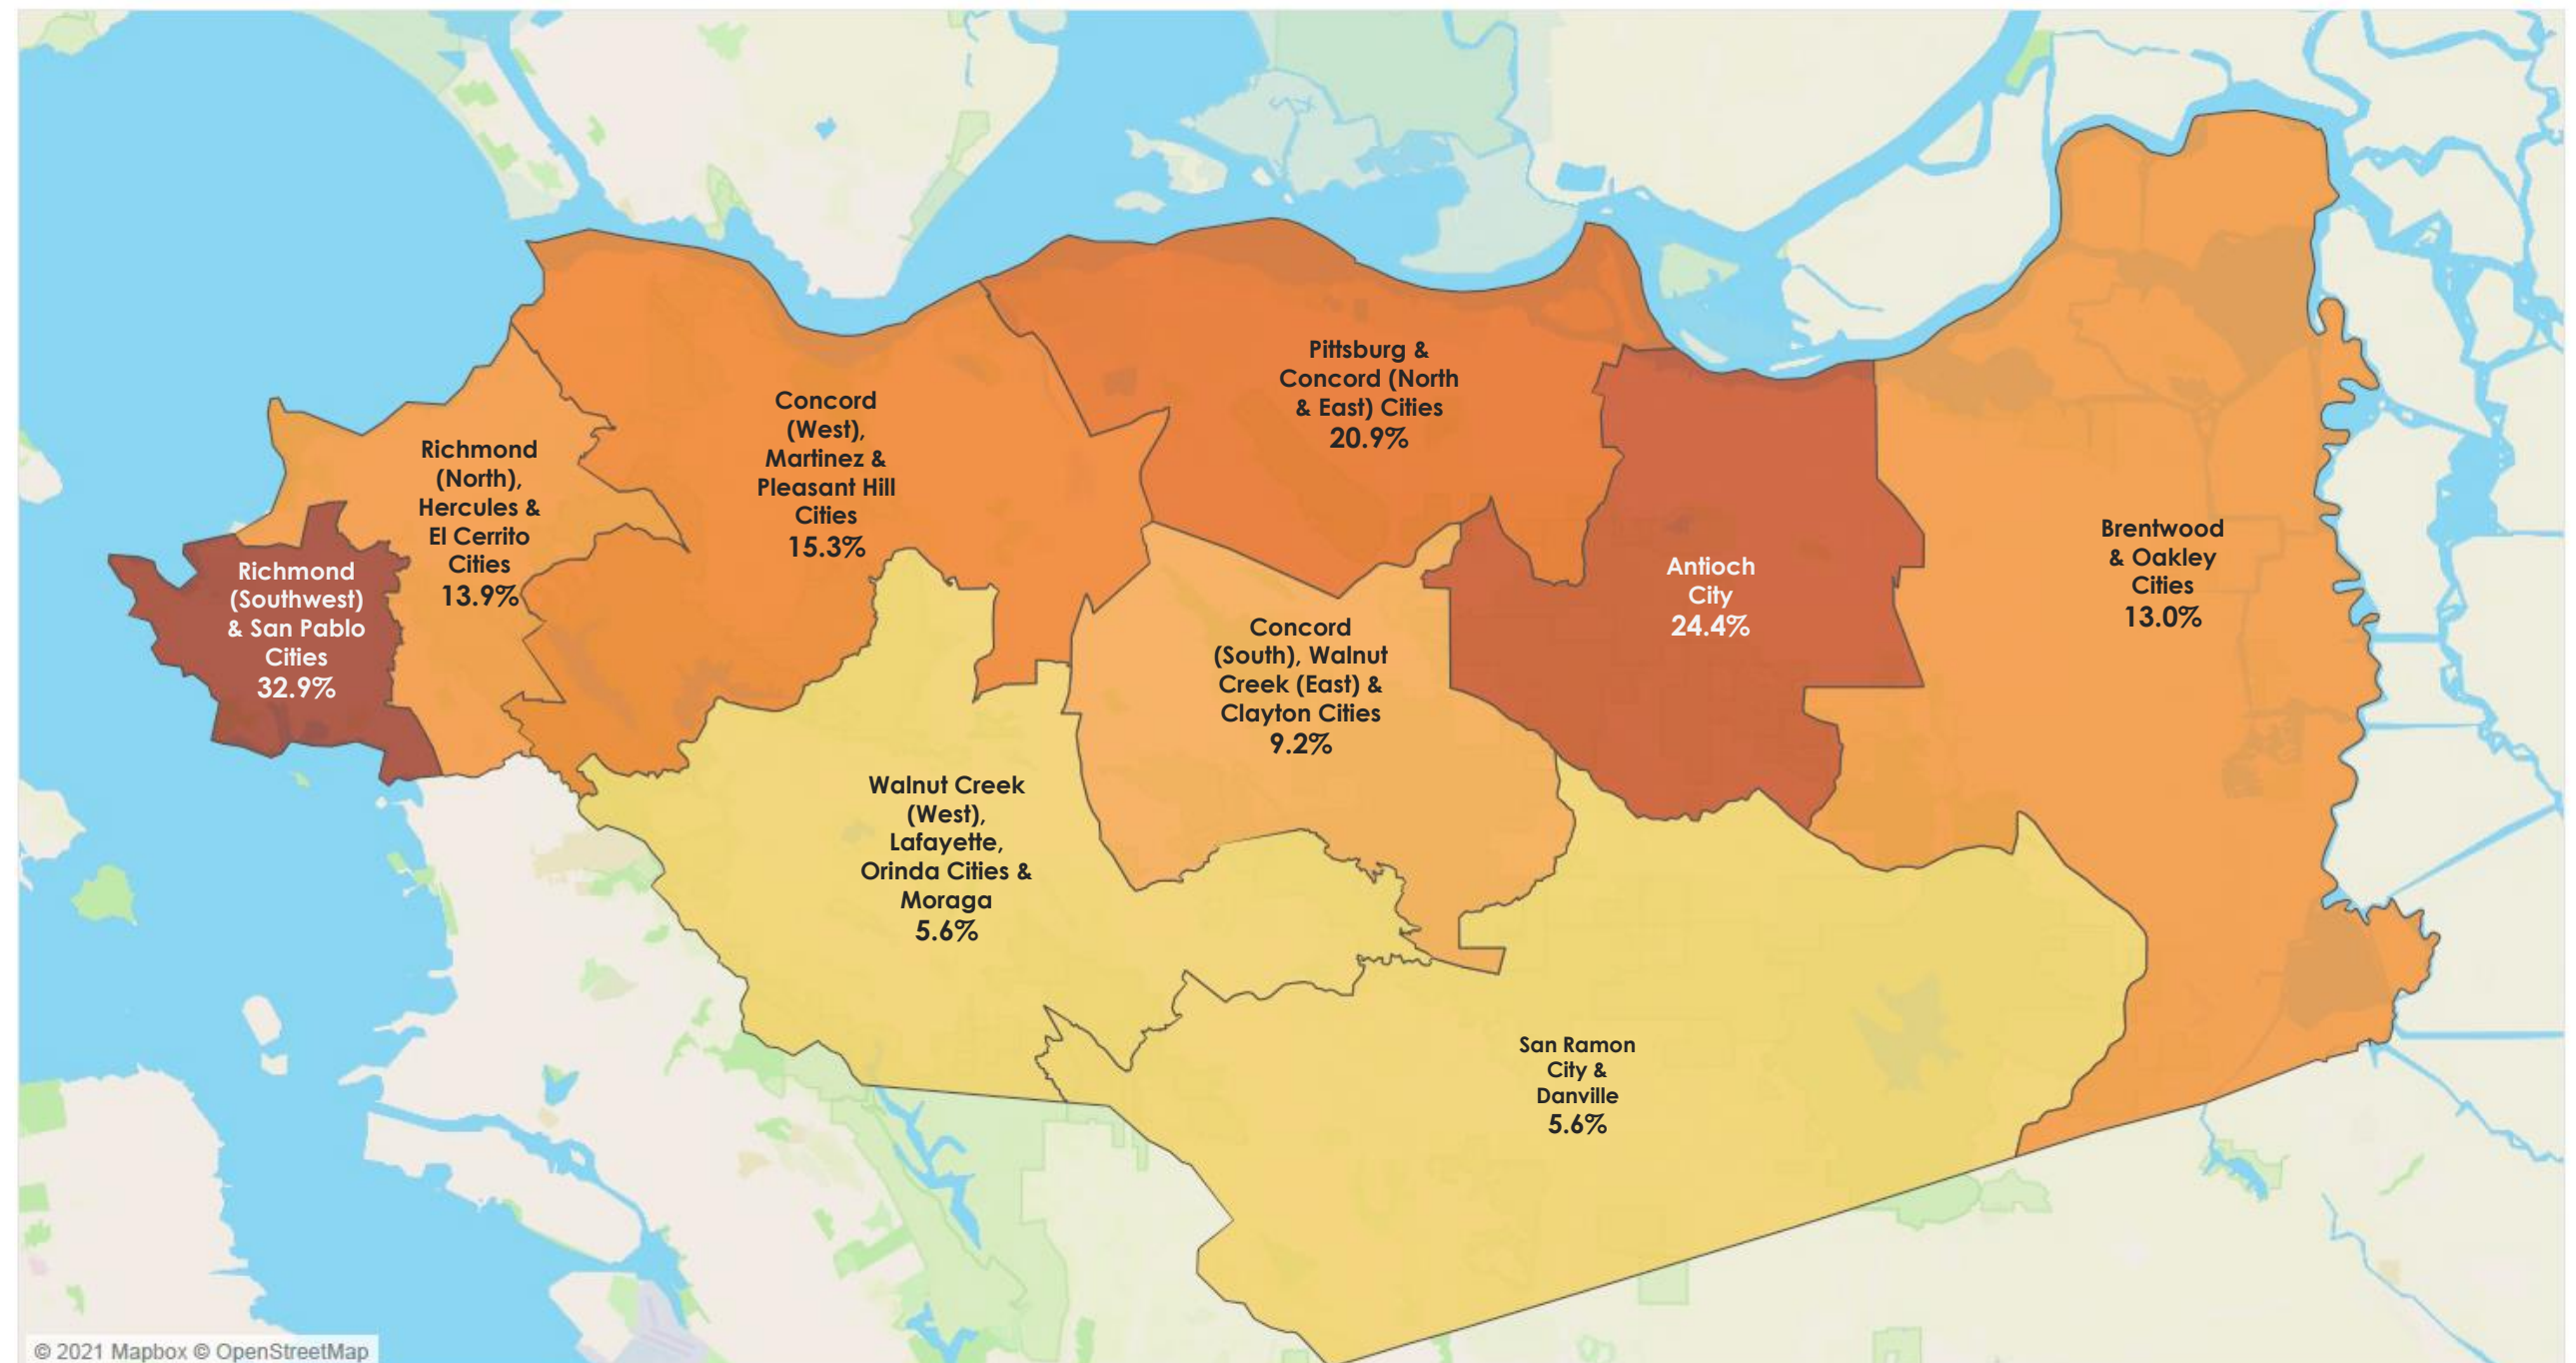 Pittsburg &
Concord (North
& East) Cities
20.9%
Concord
(West),
Martinez &
Pleasant Hill
Cities
15.3%
Richmond
(North),
Hercules &
El Cerrito
Cities
13.9%
Richmond
(Southwest)
& San Pablo
Cities
32.9%
Antioch
City
24.4%
Brentwood
& Oakley
Cities
13.0%
Concord
(South), Walnut
Creek (East) &
Clayton Cities
9.2%
Walnut Creek
(West),
Lafayette,
Orinda Cities &
Moraga
5.6%
San Ramon
City &
Danville
5.6%
© 2021 Mapbox © OpenStreetMap